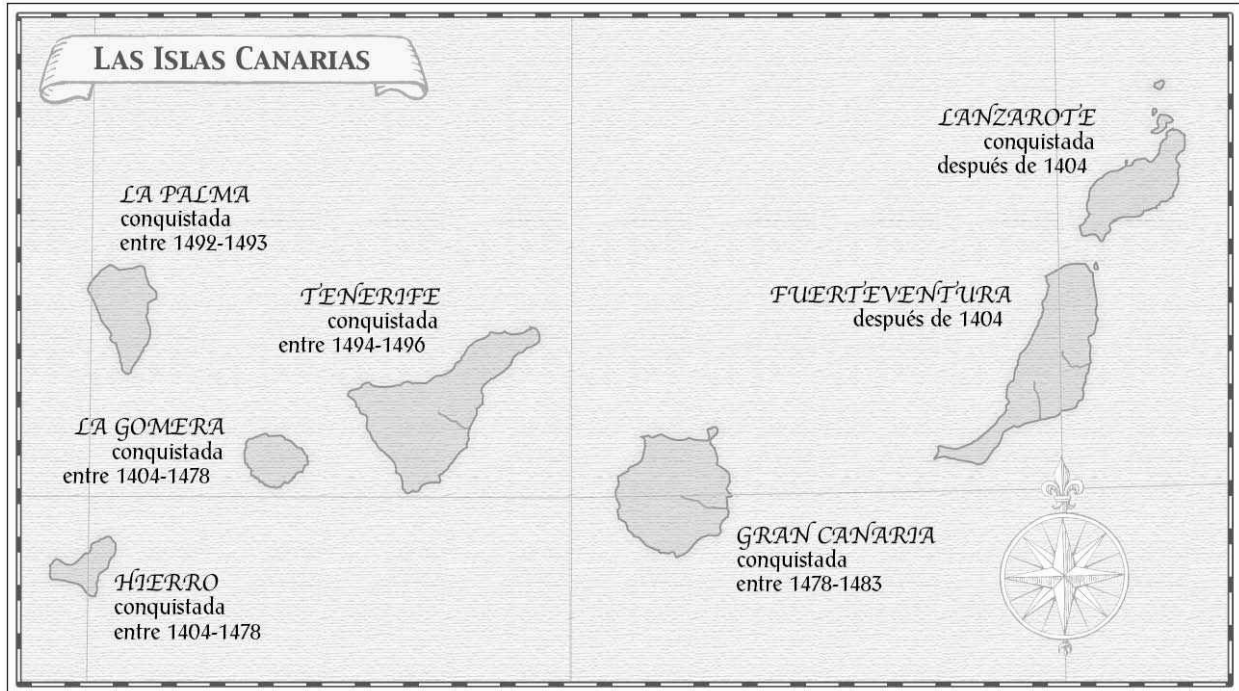 LAS ISLAS CANARIAS
LANZAROTE
conquistada
después de 1404
LA PALMA
conquistada
entre 1492-1493
TENERIFE
conquistada
entre 1494-1496
FUERTEVENTURA
después de 1404
LA GOMERA
conquistada
entre 1404-1478
GRAN CANARIA
conquistada
entre 1478-1483
HIERRO
conquistada
entre 1404-1478